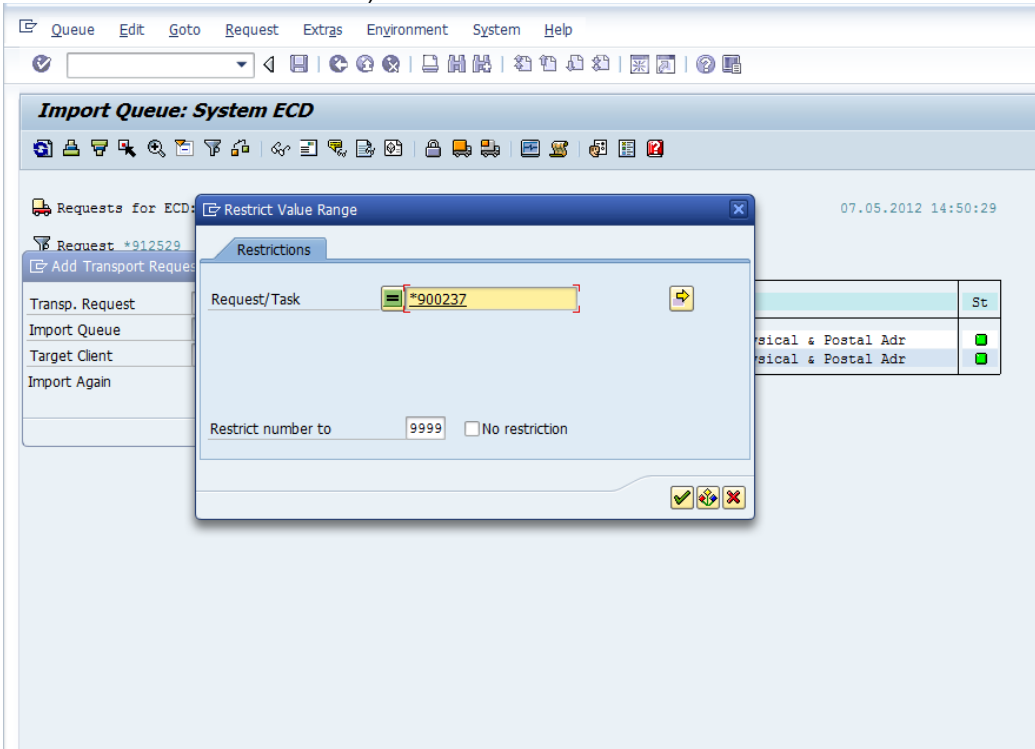 Queue Edit Goto Request Extras Environment System Help
Import Queue: System ECD
Requests for ECD: 07.05.2012 14:50:29
Request *912529
Add Transport Reques
Transp. Request
Import Queue
Target Client
Import Again
Restrict Value Range
Restrictions
Request/Task = *900237
Restrict number to 9999 No restriction
St
ysical & Postal Adr
ysical & Postal Adr